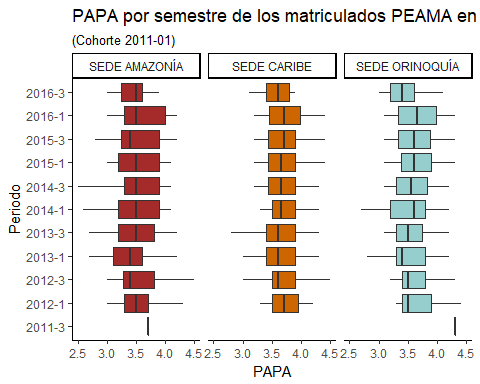 PAPA por semestre de los matriculados PEAMA en
(Cohorte 2011-01)
SEDE AMAZONÍA SEDE CARIBE SEDE ORINOQUÍA
Periodo
2016-3
2016-1
2015-3
2015-1
2014-3
2014-1
2013-3
2013-1
2012-3
2012-1
2011-3
2.5 3.0 3.5 4.0 4.5 2.5 3.0 3.5 4.0 4.5 2.5 3.0 3.5 4.0 4.5
PAPA